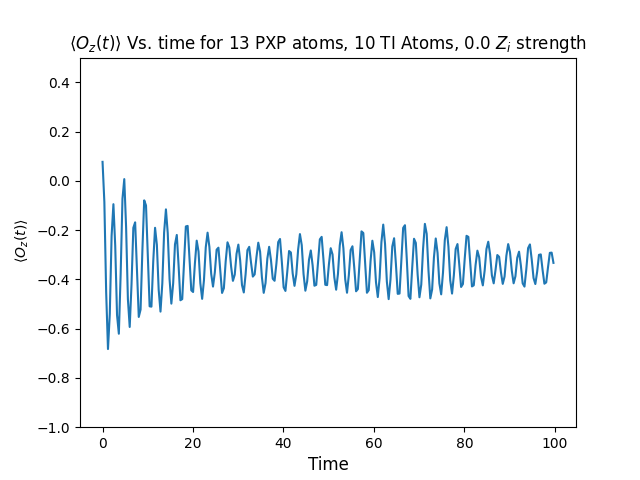 ⟨O_z(t)⟩ Vs. time for 13 PXP atoms, 10 TI Atoms, 0.0 Z_i strength
0.4
0.2
0.0
−0.2
−0.4
−0.6
−0.8
−1.0
⟨O_z(t)⟩
0 20 40 60 80 100
Time